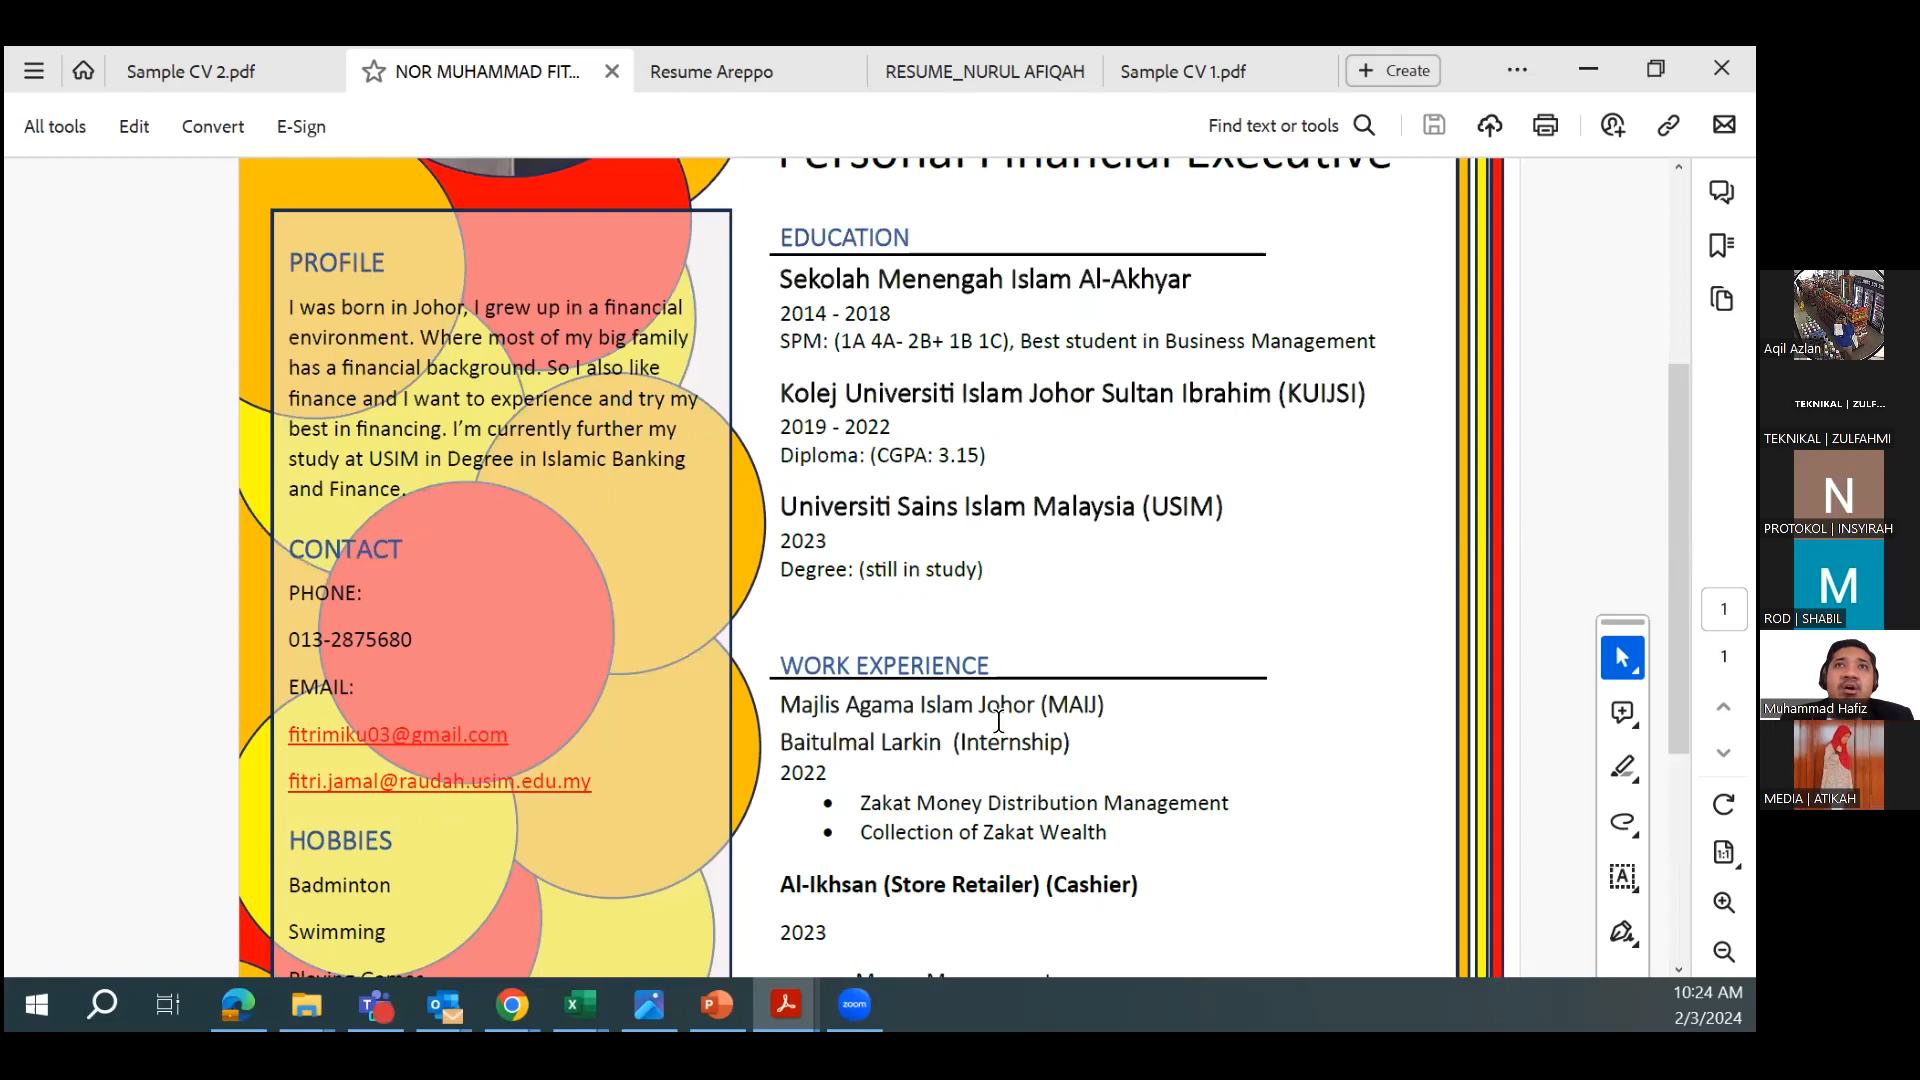 Sample CV 2.pdf
NOR MUHAMMAD FIT...
Resume Areppo
RESUME_NURUL AFIQAH
Sample CV 1.pdf
+ Create
All tools
Edit
Convert
E-Sign
Find text or tools
Personal Financial Executive
PROFILE
I was born in Johor, I grew up in a financial
environment. Where most of my big family
has a financial background. So I also like
finance and I want to experience and try my
best in financing. I'm currently further my
study at USIM in Degree in Islamic Banking
and Finance.
CONTACT
PHONE:
013-2875680
EMAIL:
fitrimiku03@gmail.com
fitri.jamal@raudah.usim.edu.my
HOBBIES
Badminton
Swimming
Playing Games
EDUCATION
Sekolah Menengah Islam Al-Akhyar
2014 - 2018
SPM: (1A 4A- 2B+ 1B 1C), Best student in Business Management
Kolej Universiti Islam Johor Sultan Ibrahim (KUIJSI)
2019 - 2022
Diploma: (CGPA: 3.15)
Universiti Sains Islam Malaysia (USIM)
2023
Degree: (still in study)
WORK EXPERIENCE
Majlis Agama Islam Johor (MAIJ)
Baitulmal Larkin (Internship)
2022
• Zakat Money Distribution Management
• Collection of Zakat Wealth
Al-Ikhsan (Store Retailer) (Cashier)
2023
1
1
1:1
Aqil Azlan
TEKNIKAL | ZULF...
TEKNIKAL | ZULFAHMI
N
PROTOKOL | INSYIRAH
M
ROD | SHABIL
Muhammad Hafiz
MEDIA | ATIKAH
zoom
10:24 AM
2/3/2024